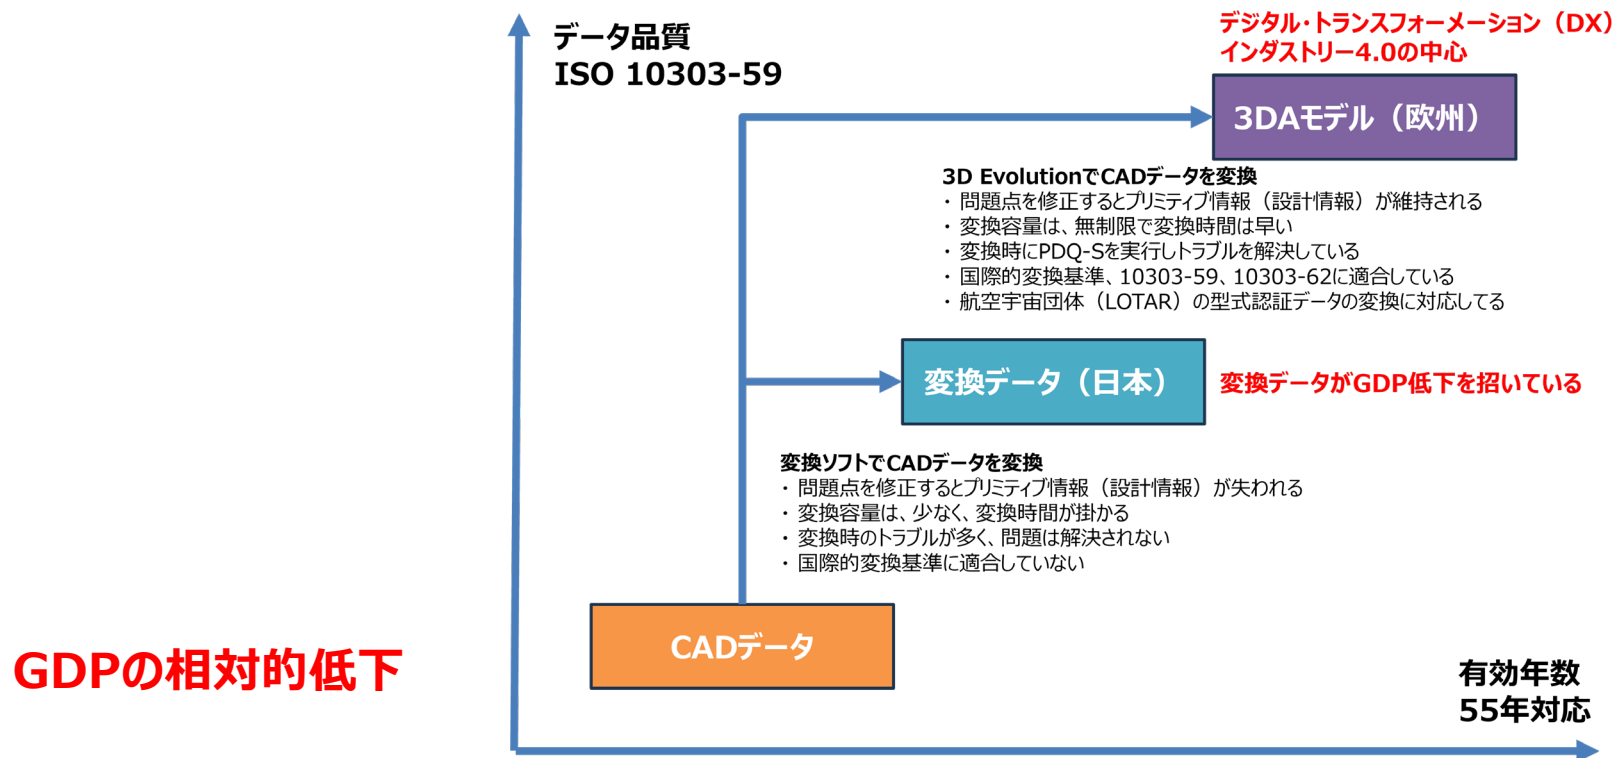 データ品質
ISO 10303-59
デジタル・トランスフォーメーション（DX）
インダストリー4.0の中心
3DAモデル（欧州）
3D EvolutionでCADデータを変換
・ 問題点を修正するとプリミティブ情報（設計情報）が維持される
・ 変換容量は、無制限で変換時間は早い
・ 変換時にPDQ-Sを実行しトラブルを解決している
・ 国際的変換基準、10303-59、10303-62に適合している
・ 航空宇宙団体（LOTAR）の型式認証データの変換に対応してる
変換データ（日本）
変換データがGDP低下を招いている
変換ソフトでCADデータを変換
・ 問題点を修正するとプリミティブ情報（設計情報）が失われる
・ 変換容量は、少なく、変換時間が掛かる
・ 変換時のトラブルが多く、問題は解決されない
・ 国際的変換基準に適合していない
CADデータ
GDPの相対的低下
有効年数
55年対応